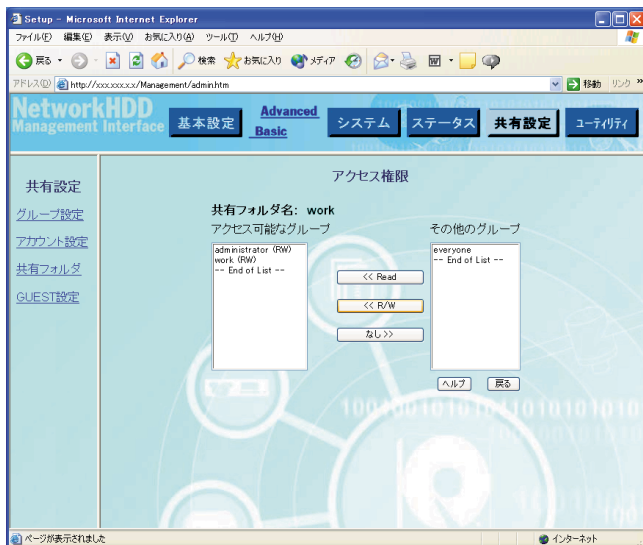 Setup - Microsoft Internet Explorer
ファイル(F) 編集(E) 表示(V) お気に入り(A) ツール(T) ヘルプ(H)
戻る 検索 お気に入り メディア
アドレス(D) http://xxx.xxx.xx.x/Management/admin.htm 移動 リンク »
NetworkHDD
Management Interface
基本設定 Advanced Basic システム ステータス 共有設定 ユーティリティ
共有設定
グループ設定
アカウント設定
共有フォルダ
GUEST設定
アクセス権限
共有フォルダ名: work
アクセス可能なグループ その他のグループ
administrator (RW)
work (RW)
-- End of List --
<< Read
<< R/W
なし >>
everyone
-- End of List --
ヘルプ 戻る
ページが表示されました インターネット